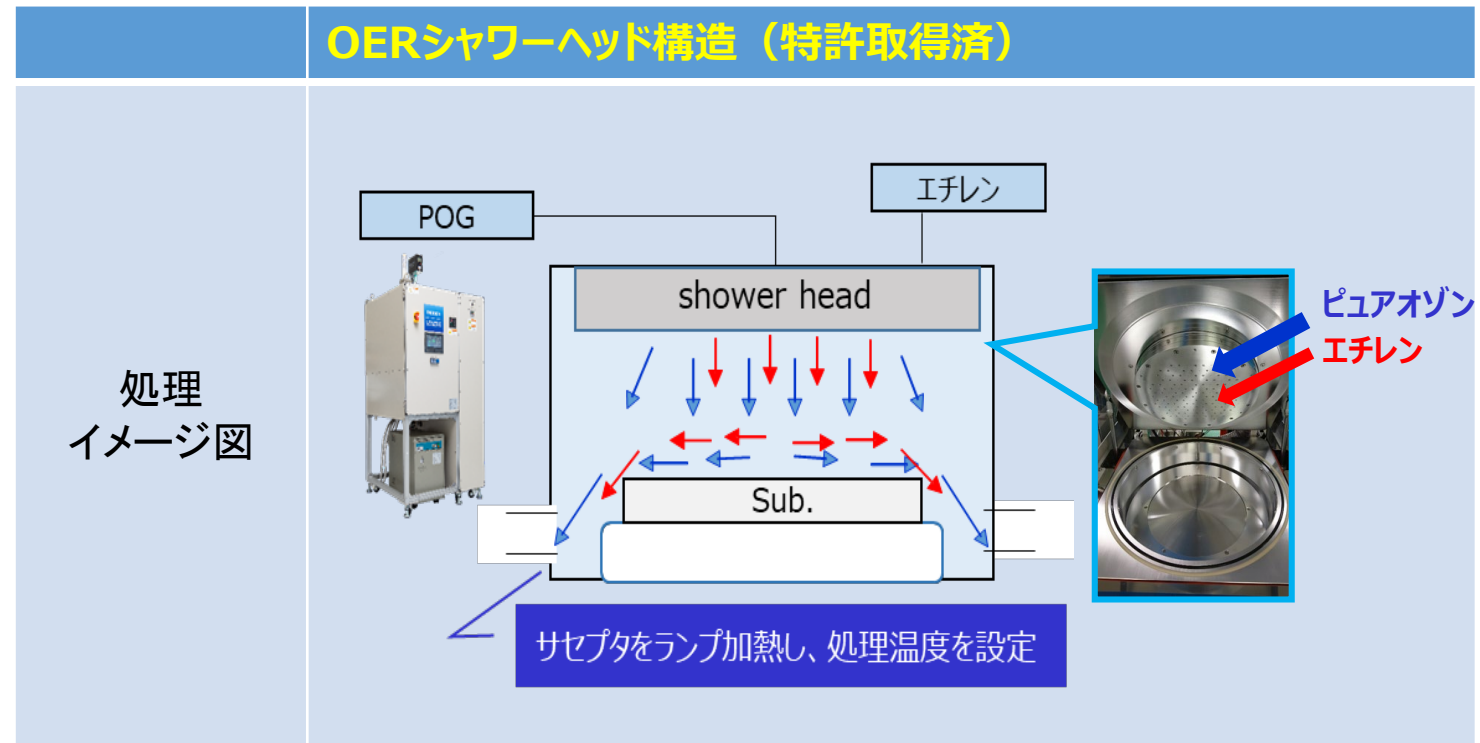 OERシャワーヘッド構造（特許取得済）
処理
イメージ図
POG
エチレン
shower head
ピュアオゾン
エチレン
Sub.
サセプタをランプ加熱し、処理温度を設定